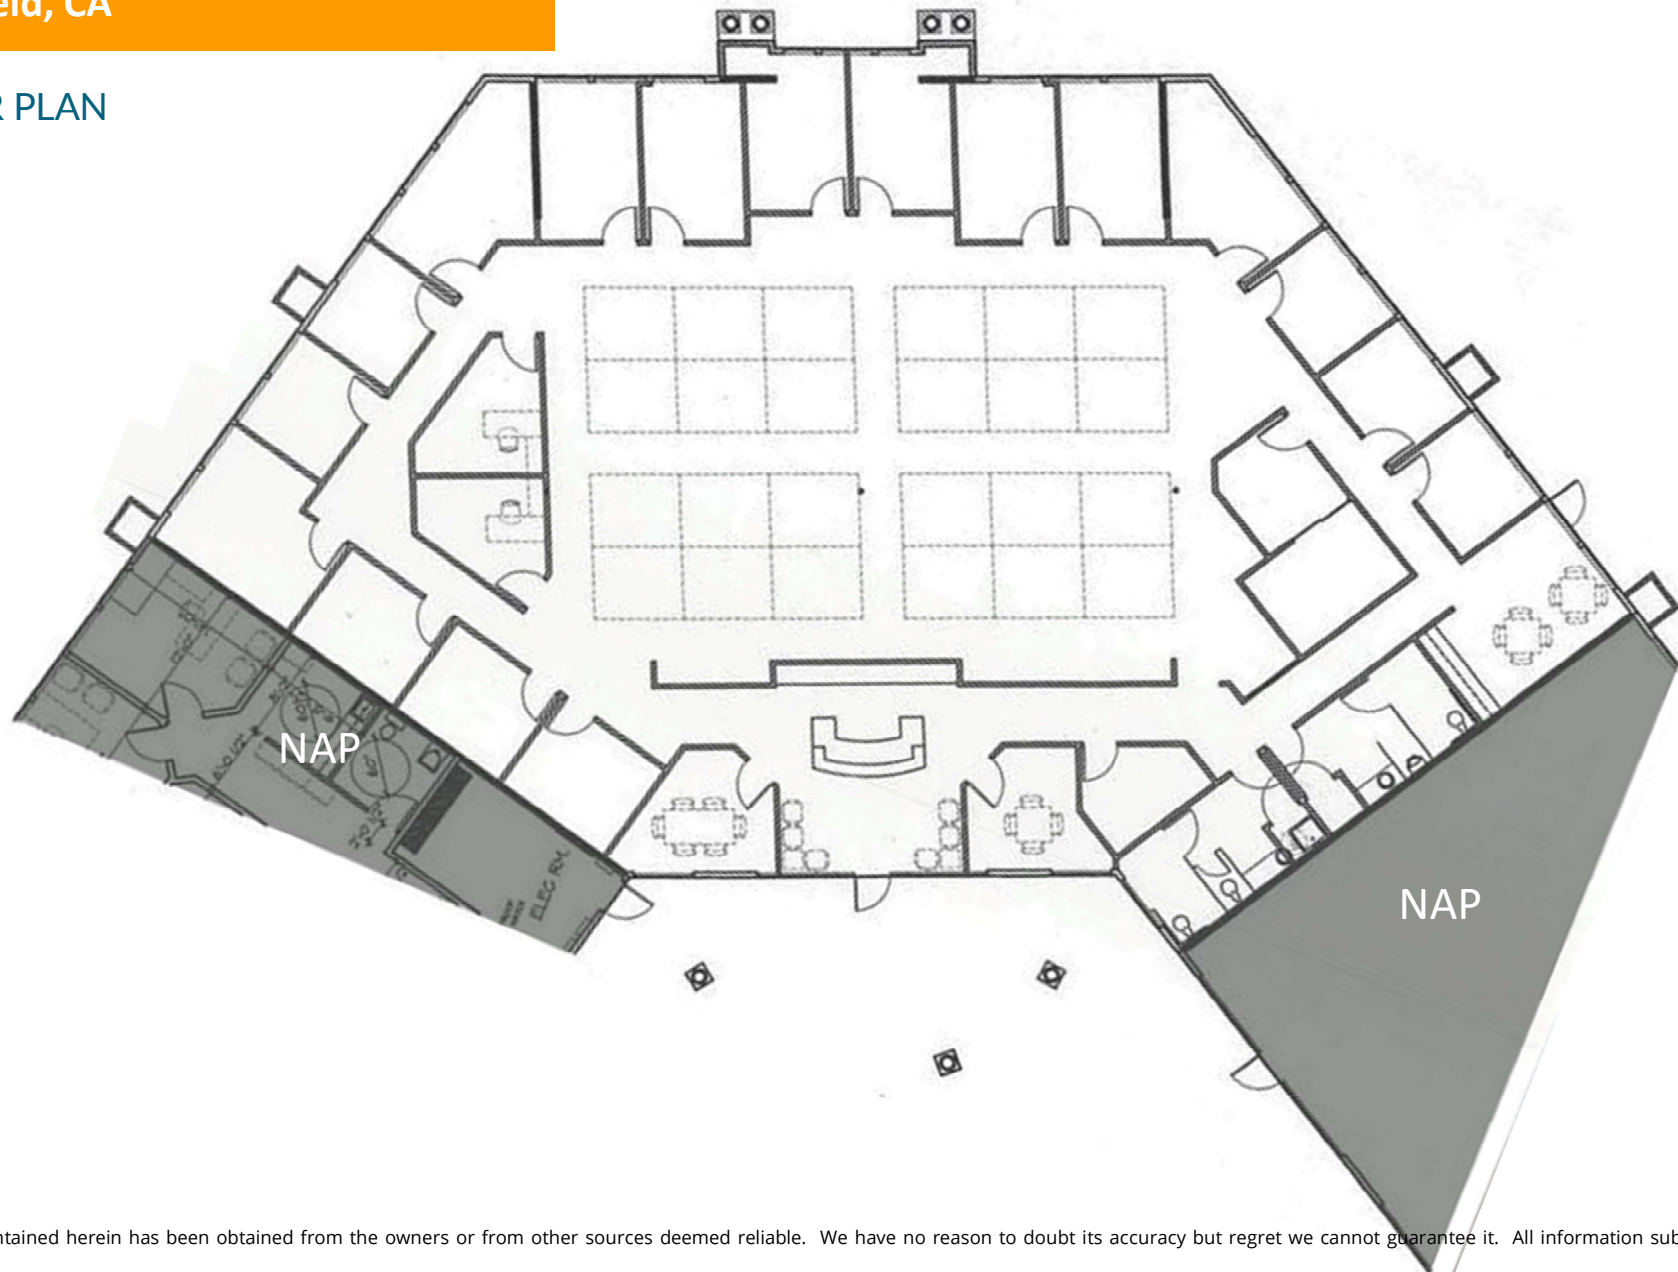 eld, CA
R PLAN
NAP
ELEC RM.
NAP
ntained herein has been obtained from the owners or from other sources deemed reliable. We have no reason to doubt its accuracy but regret we cannot guarantee it. All information sub